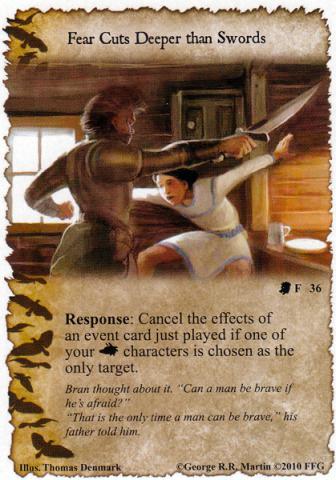 Fear Cuts Deeper than Swords
F 36
Response: Cancel the effects of
an event card just played if one of
your characters is chosen as the
only target.
Bran thought about it. "Can a man be brave if
he's afraid?"
"That is the only time a man can be brave," his
father told him.
Illus. Thomas Denmark ©George R.R. Martin ©2010 FFG